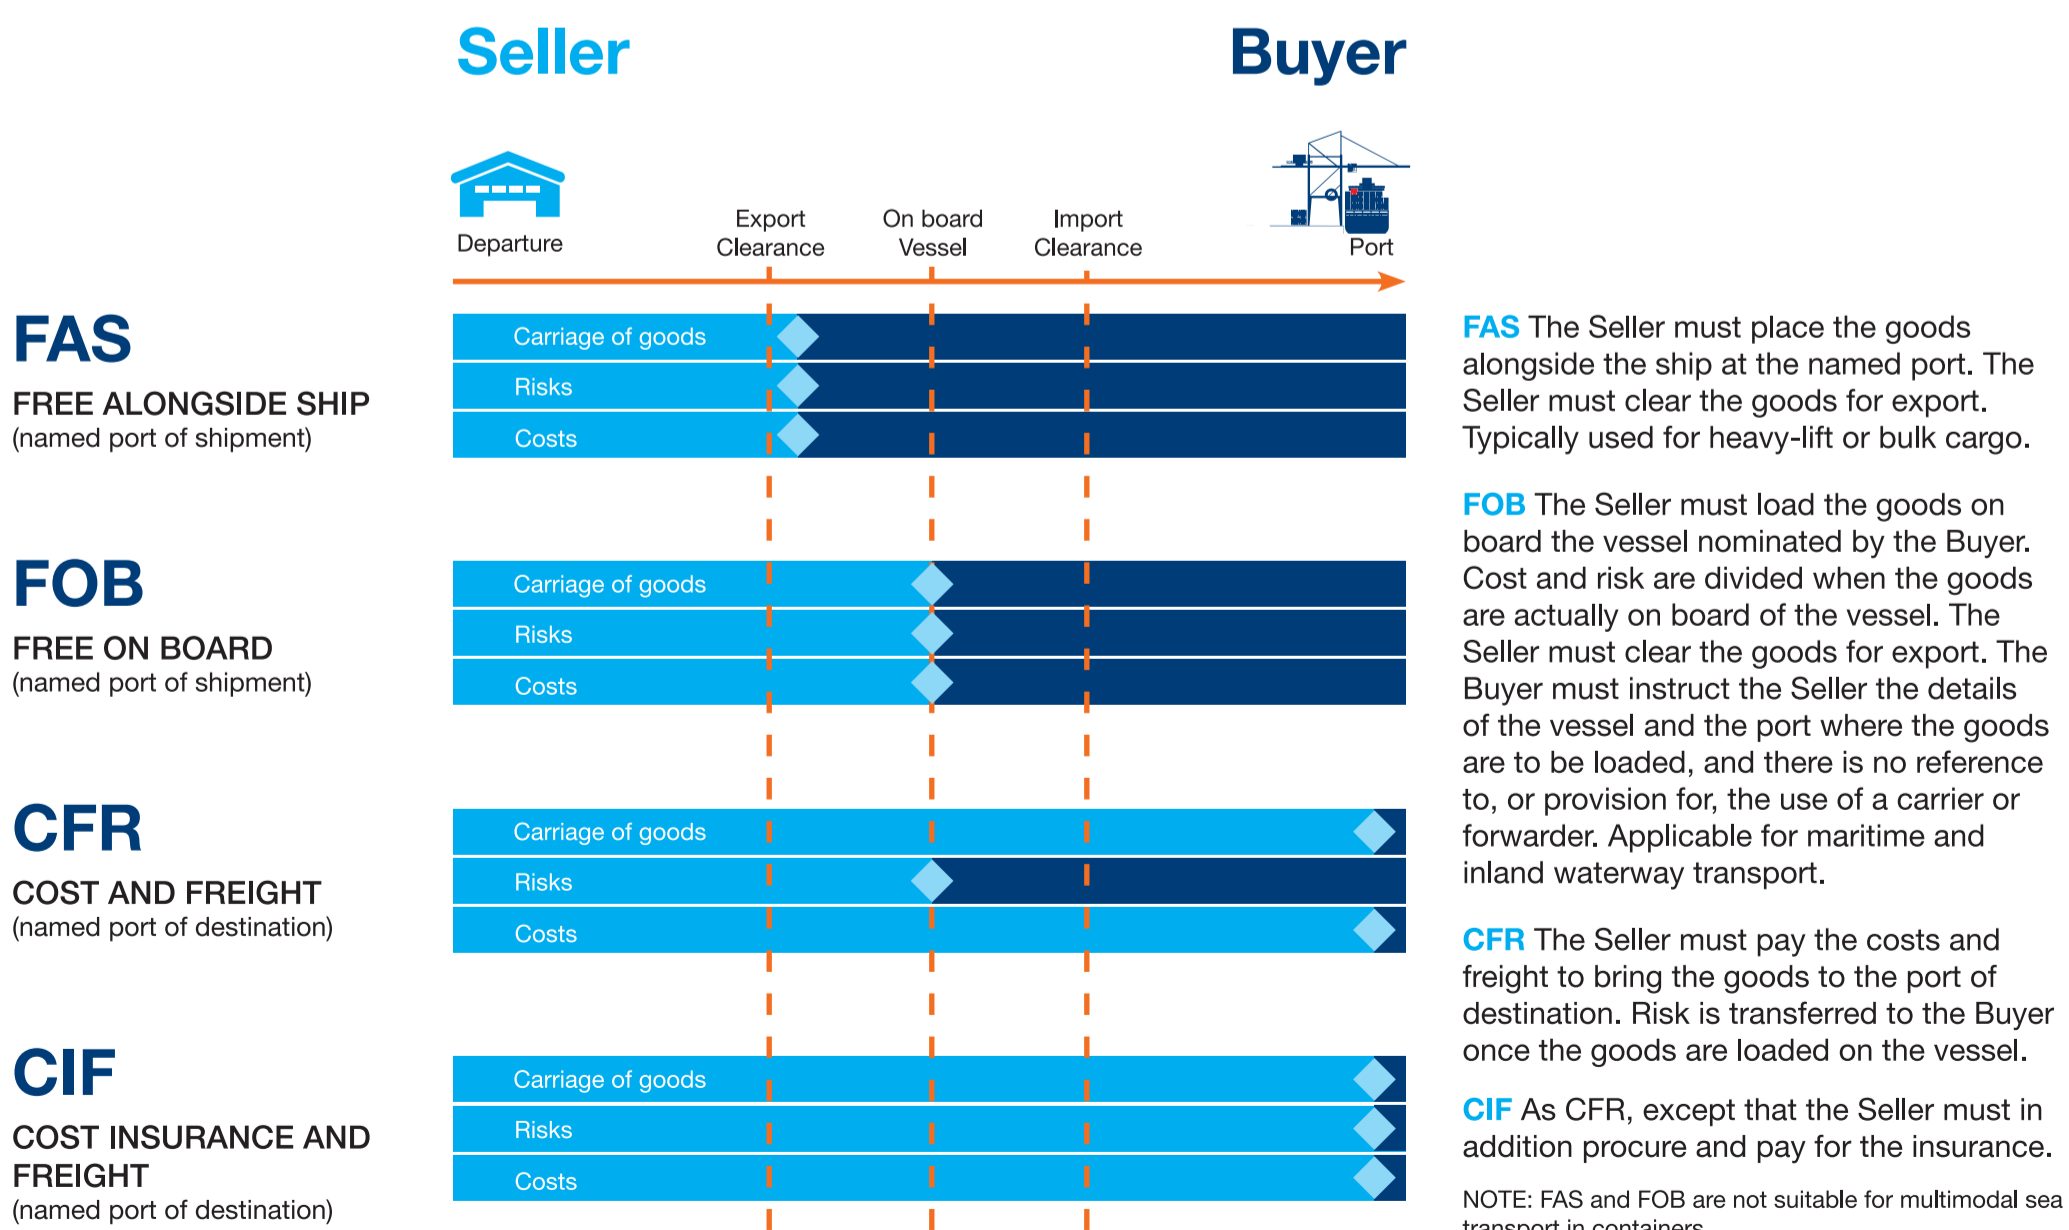 Seller
Buyer
Departure
Export
Clearance
On board
Vessel
Import
Clearance
Port
FAS
FREE ALONGSIDE SHIP
(named port of shipment)
Carriage of goods
Risks
Costs
FOB
FREE ON BOARD
(named port of shipment)
Carriage of goods
Risks
Costs
CFR
COST AND FREIGHT
(named port of destination)
Carriage of goods
Risks
Costs
CIF
COST INSURANCE AND
FREIGHT
(named port of destination)
Carriage of goods
Risks
Costs
FAS The Seller must place the goods
alongside the ship at the named port. The
Seller must clear the goods for export.
Typically used for heavy-lift or bulk cargo.
FOB The Seller must load the goods on
board the vessel nominated by the Buyer.
Cost and risk are divided when the goods
are actually on board of the vessel. The
Seller must clear the goods for export. The
Buyer must instruct the Seller the details
of the vessel and the port where the goods
are to be loaded, and there is no reference
to, or provision for, the use of a carrier or
forwarder. Applicable for maritime and
inland waterway transport.
CFR The Seller must pay the costs and
freight to bring the goods to the port of
destination. Risk is transferred to the Buyer
once the goods are loaded on the vessel.
CIF As CFR, except that the Seller must in
addition procure and pay for the insurance.
NOTE: FAS and FOB are not suitable for multimodal sea
transport in containers